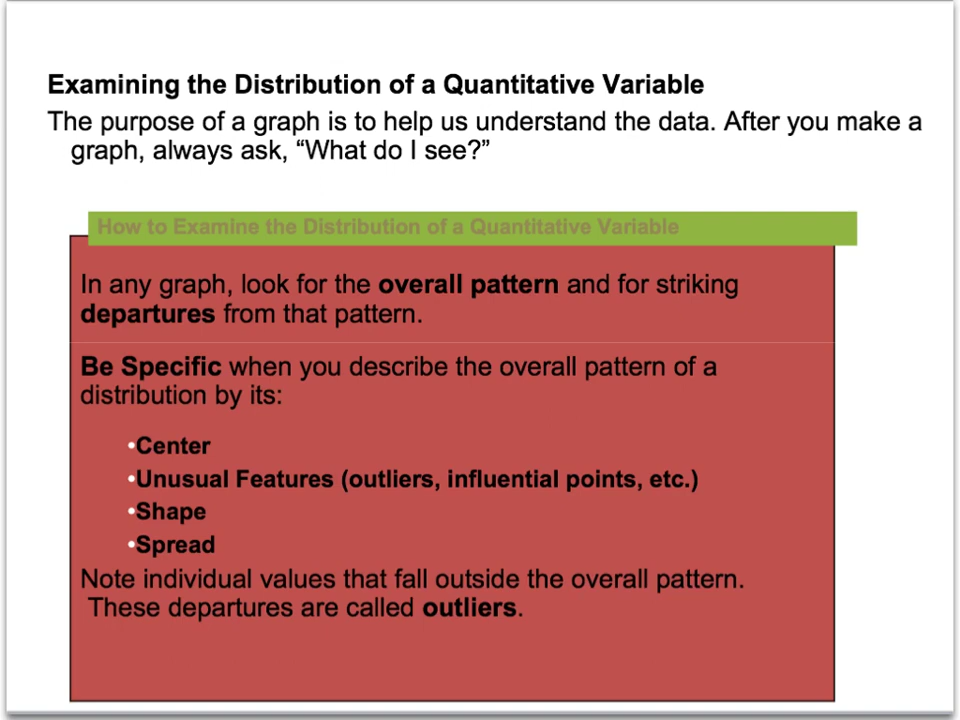 Examining the Distribution of a Quantitative Variable
The purpose of a graph is to help us understand the data. After you make a
graph, always ask, “What do I see?”
How to Examine the Distribution of a Quantitative Variable
In any graph, look for the overall pattern and for striking
departures from that pattern.
Be Specific when you describe the overall pattern of a
distribution by its:
•Center
•Unusual Features (outliers, influential points, etc.)
•Shape
•Spread
Note individual values that fall outside the overall pattern.
These departures are called outliers.